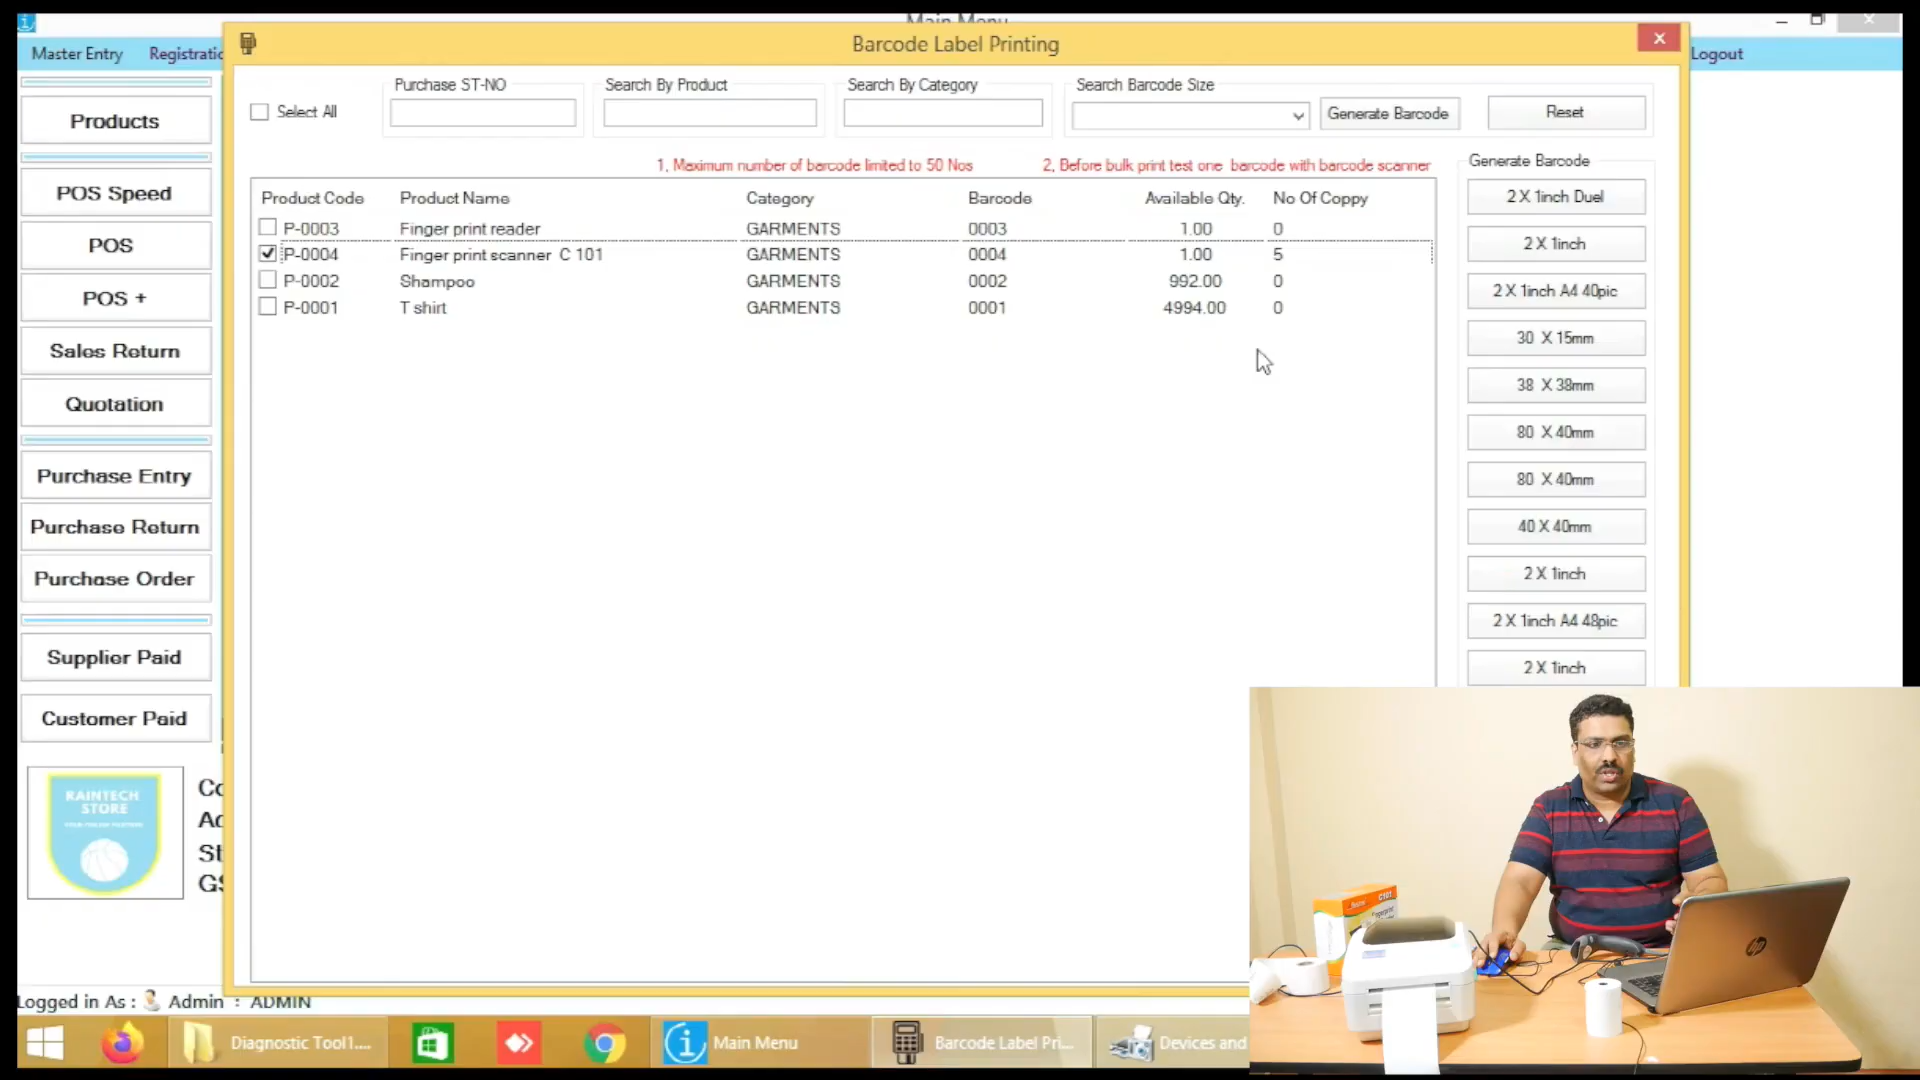 Main Menu
Master Entry
Logout
Barcode Label Printing
Select All
Purchase ST-NO
Search By Product
Search By Category
Search Barcode Size
Generate Barcode
Reset
1, Maximum number of barcode limited to 50 Nos
2, Before bulk print test one barcode with barcode scanner
Product Code Product Name Category Barcode Available Qty. No Of Coppy
P-0003 Finger print reader GARMENTS 0003 1.00 0
P-0004 Finger print scanner C 101 GARMENTS 0004 1.00 5
P-0002 Shampoo GARMENTS 0002 992.00 0
P-0001 T shirt GARMENTS 0001 4994.00 0
Generate Barcode
2 X 1inch Duel
2 X 1inch
2 X 1inch A4 40pic
30 X 15mm
38 X 38mm
80 X 40mm
80 X 40mm
40 X 40mm
2 X 1inch
2 X 1inch A4 48pic
2 X 1inch
Products
POS Speed
POS
POS +
Sales Return
Quotation
Purchase Entry
Purchase Return
Purchase Order
Supplier Paid
Customer Paid
RAINTECH
STORE
Logged in As : Admin : ADMIN
Diagnostic Tool1....
Main Menu
Barcode Label Pri...
Devices and
C101
hp